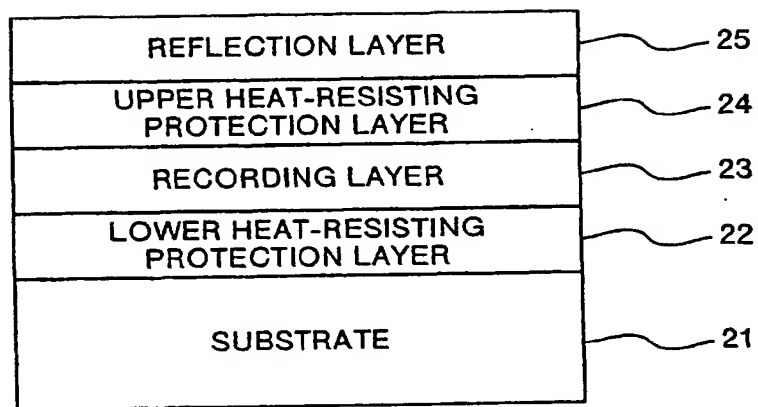 REFLECTION LAYER 25
UPPER HEAT-RESISTING
PROTECTION LAYER 24
RECORDING LAYER 23
LOWER HEAT-RESISTING
PROTECTION LAYER 22
SUBSTRATE 21